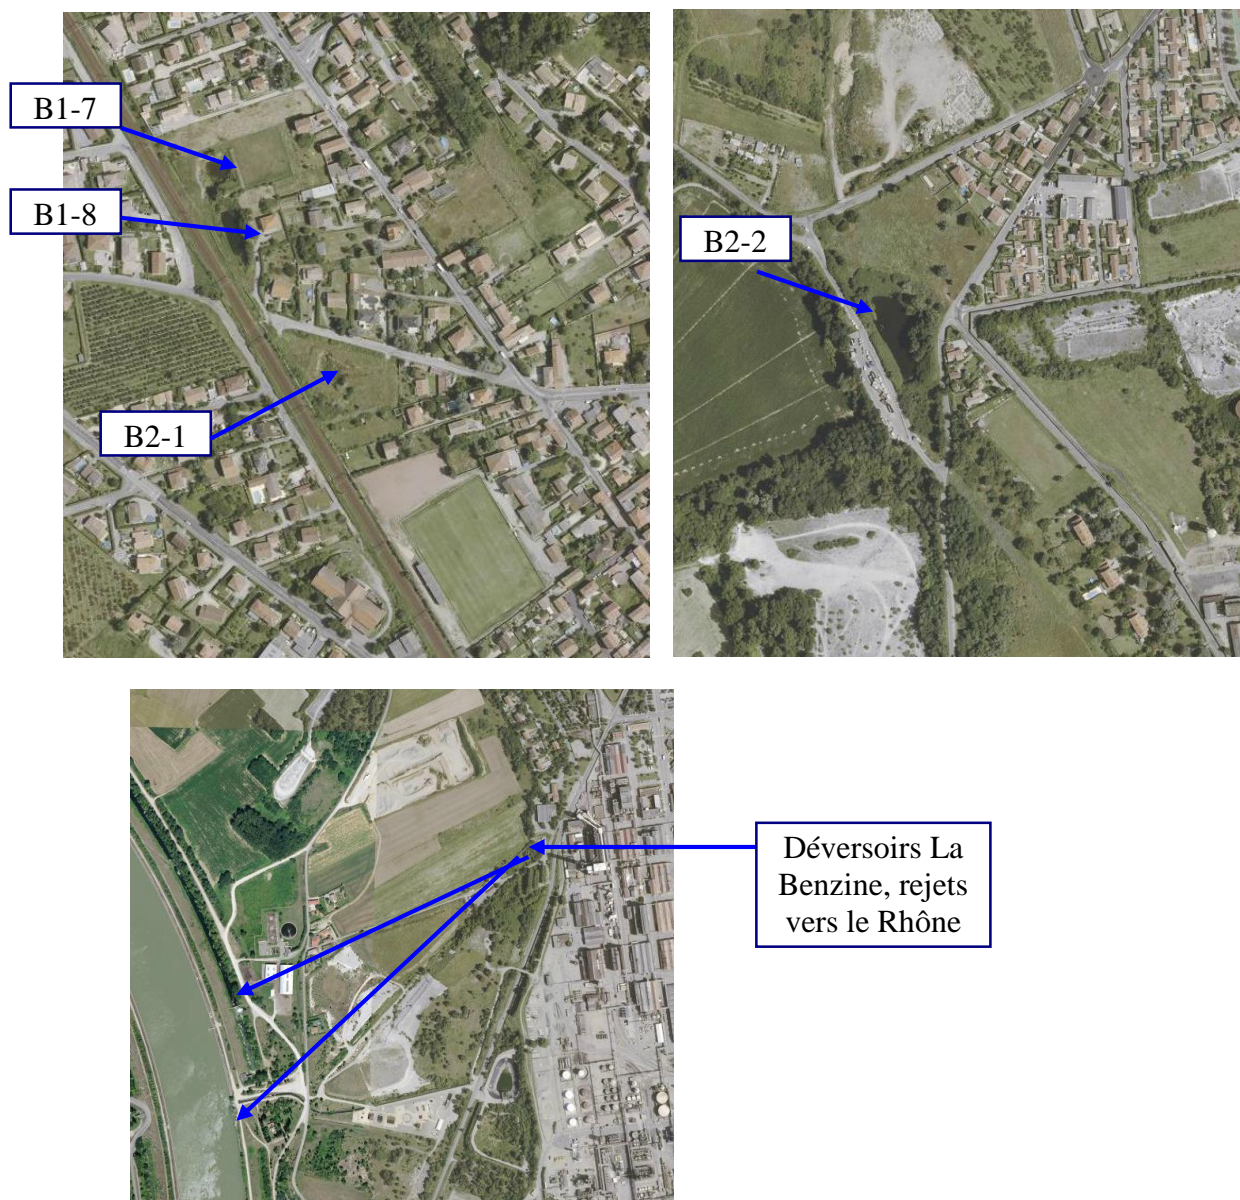 B1-7
B1-8
B2-1
B2-2
Déversoirs La
Benzine, rejets
vers le Rhône